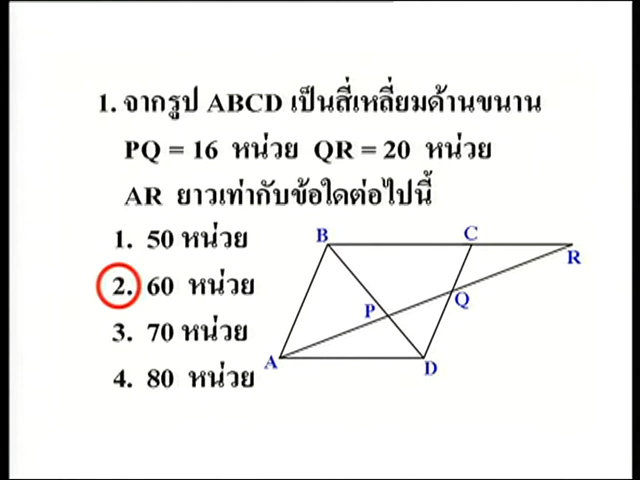 1. จากรูป ABCD เป็นสี่เหลี่ยมด้านขนาน
PQ = 16 หน่วย QR = 20 หน่วย
AR ยาวเท่ากับข้อใดต่อไปนี้
1. 50 หน่วย
2. 60 หน่วย
3. 70 หน่วย
4. 80 หน่วย
B C
R
Q
P
A D